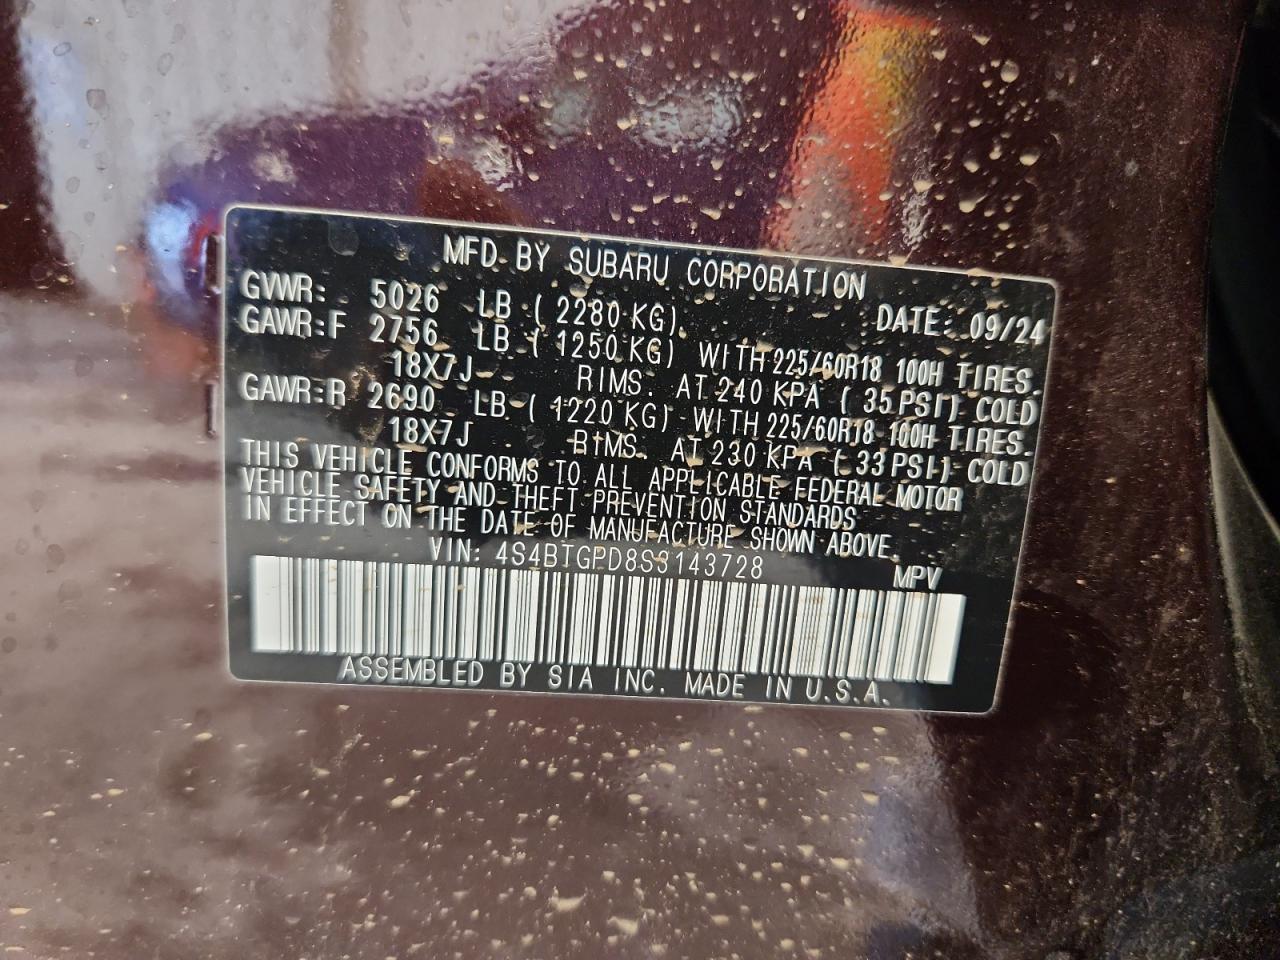 MFD BY SUBARU CORPORATION
GVWR: 5026 LB ( 2280 KG) DATE: 09/24
GAWR:F 2756 LB ( 1250 KG) WITH 225/60R18 100H TIRES.
18X7J RIMS. AT 240 KPA ( 35 PSI) COLD
GAWR:R 2690 LB ( 1220 KG) WITH 225/60R18 100H TIRES.
18X7J RIMS. AT 230 KPA ( 33 PSI) COLD
THIS VEHICLE CONFORMS TO ALL APPLICABLE FEDERAL MOTOR
VEHICLE SAFETY AND THEFT PREVENTION STANDARDS
IN EFFECT ON THE DATE OF MANUFACTURE SHOWN ABOVE.
VIN: 4S4BTGPD8S3143728 MPV
ASSEMBLED BY SIA INC. MADE IN U.S.A.